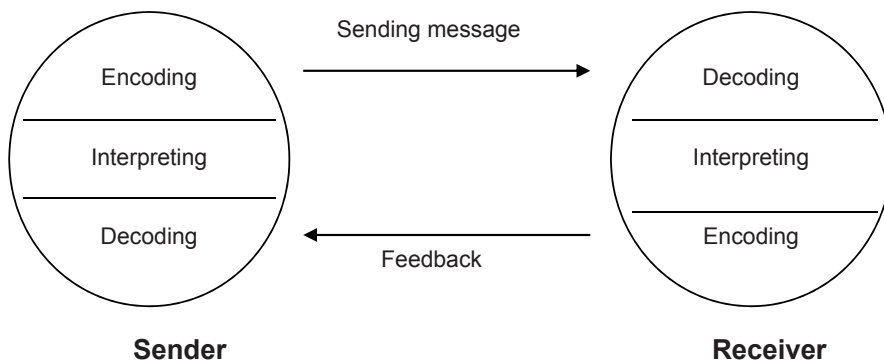 Sending message
Encoding
Interpreting
Decoding
Decoding
Interpreting
Encoding
Feedback
Sender
Receiver